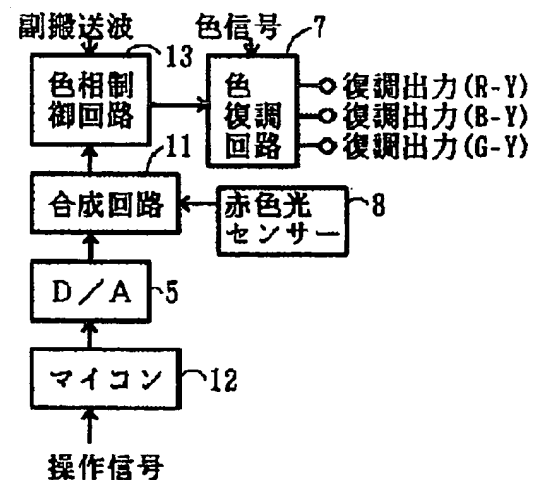 副搬送波
色信号
7
13
色相制
御回路
色
復調
回路
復調出力(R-Y)
復調出力(B-Y)
復調出力(G-Y)
11
合成回路
赤色光
センサー
8
D/A
5
マイコン
12
操作信号